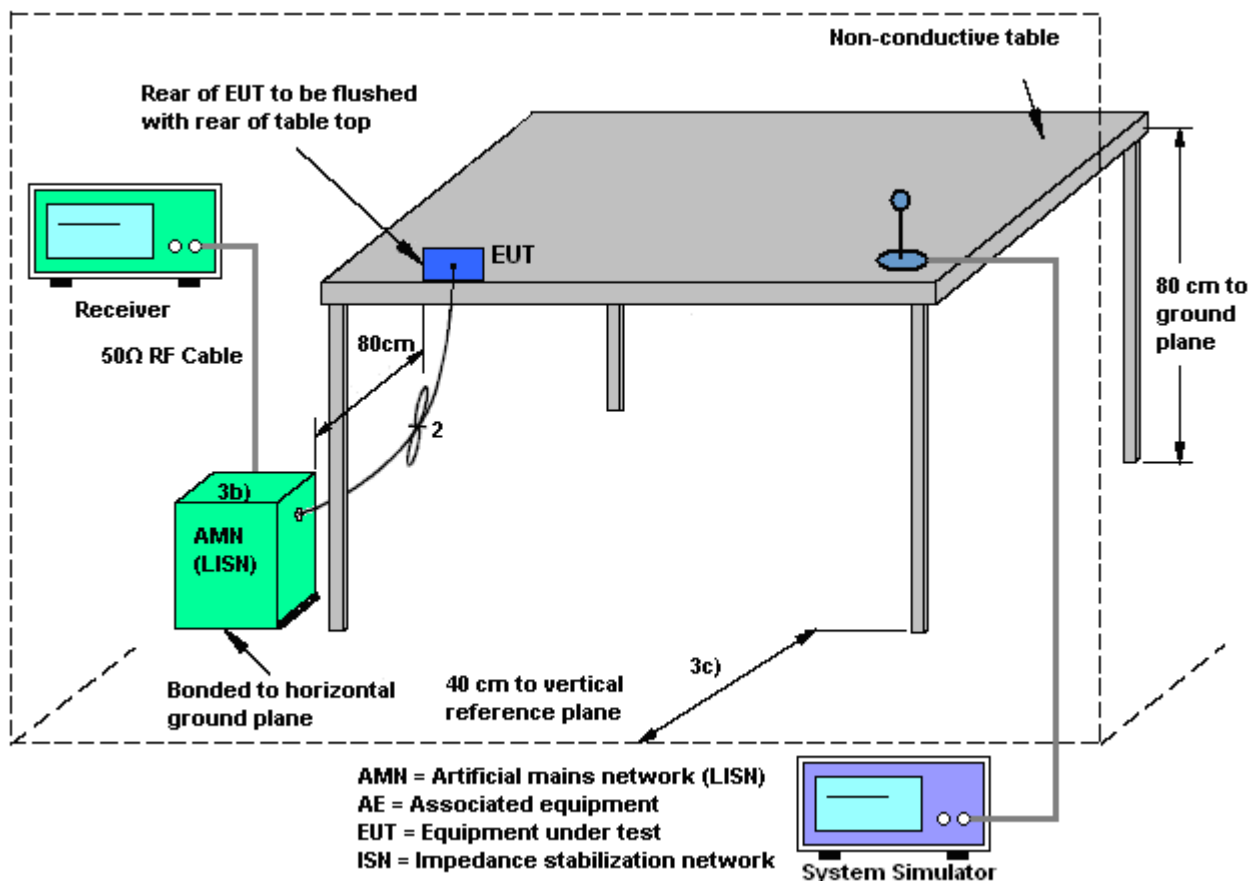 Non-conductive table
Rear of EUT to be flushed
with rear of table top
EUT
Receiver
80 cm to
ground
plane
50Ω RF Cable
80cm
2
3b)
AMN
(LISN)
3c)
Bonded to horizontal
ground plane
40 cm to vertical
reference plane
AMN = Artificial mains network (LISN)
AE = Associated equipment
EUT = Equipment under test
ISN = Impedance stabilization network
System Simulator